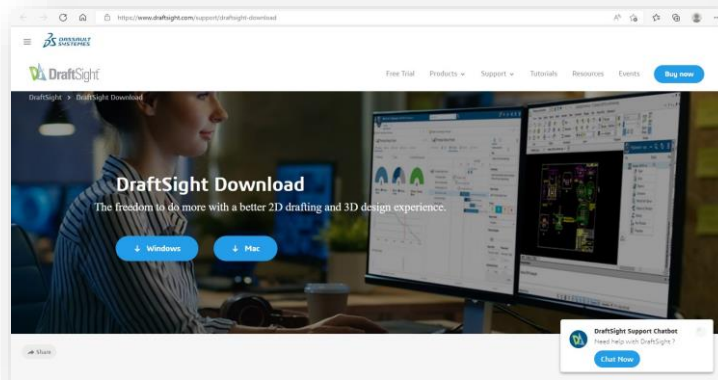 https://www.draftsight.com/support/draftsight-download
DASSAULT
SYSTEMES
DraftSight
Free Trial Products Support Tutorials Resources Events Buy now
DraftSight > DraftSight Download
DraftSight Download
The freedom to do more with a better 2D drafting and 3D design experience.
Windows Mac
Share
DraftSight Support Chatbot
Need help with DraftSight ?
Chat Now